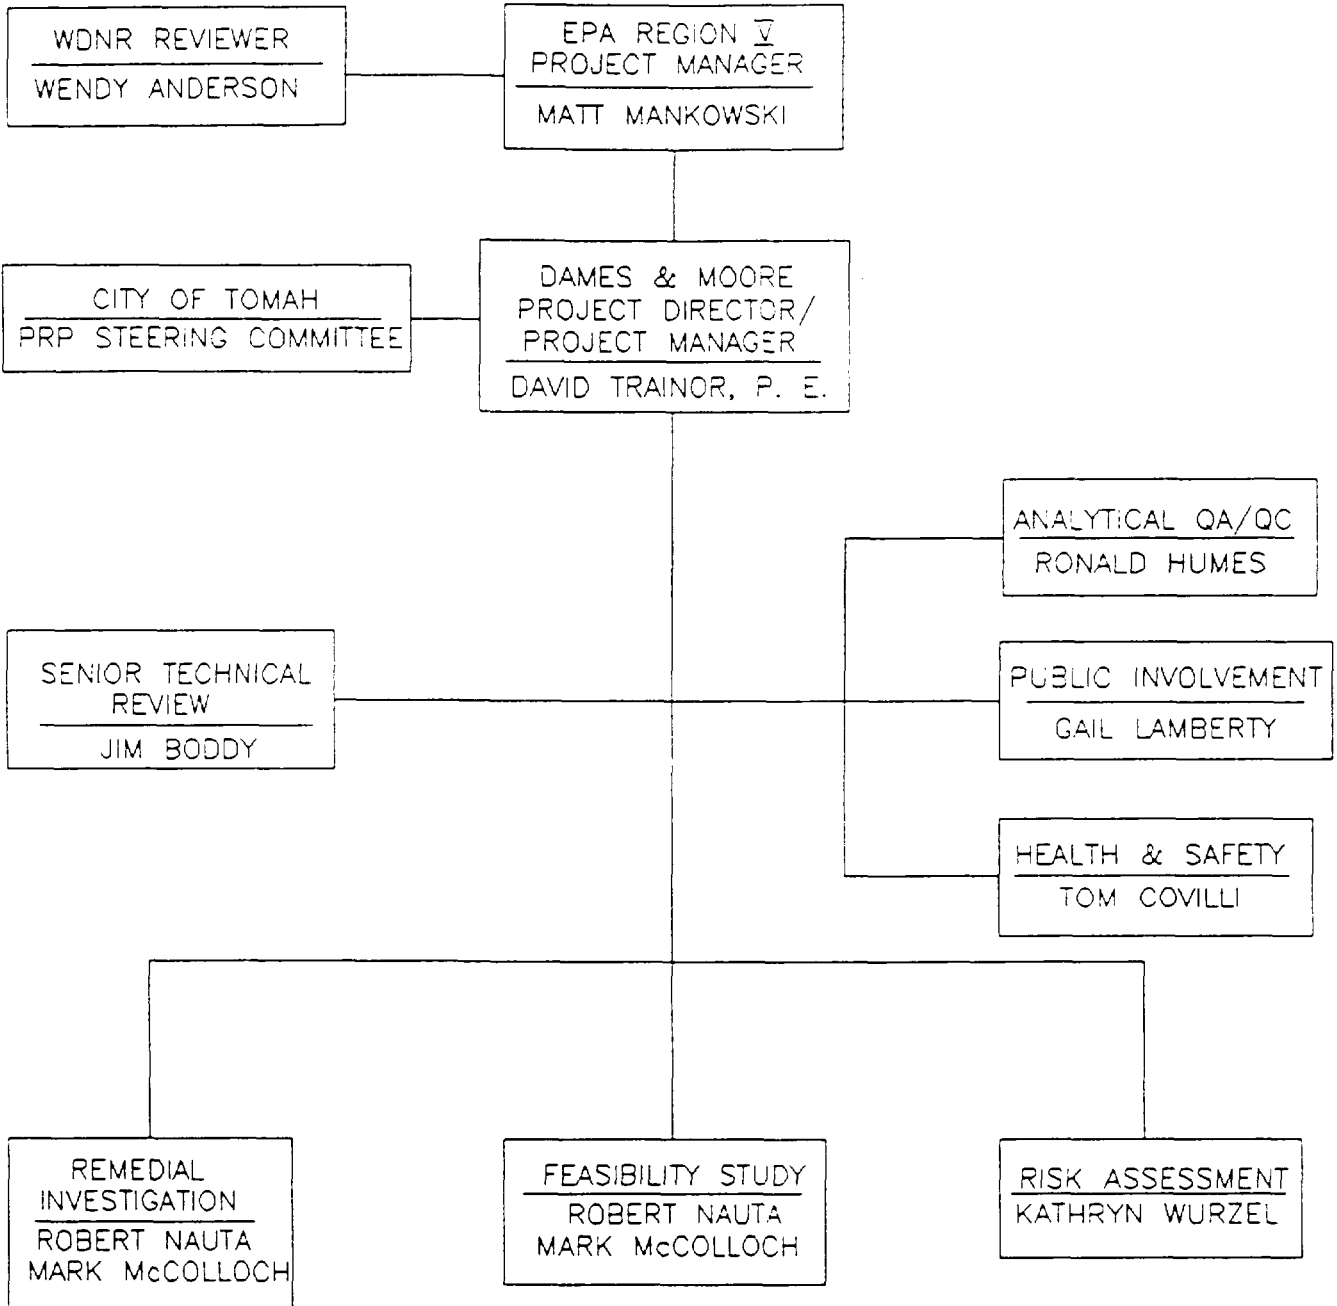 WDNR REVIEWER
WENDY ANDERSON
EPA REGION V
PROJECT MANAGER
MATT MANKOWSKI
CITY OF TOMAH
PRP STEERING COMMITTEE
DAMES & MOORE
PROJECT DIRECTOR/
PROJECT MANAGER
DAVID TRAINOR, P. E.
ANALYTICAL QA/QC
RONALD HUMES
SENIOR TECHNICAL
REVIEW
JIM BODDY
PUBLIC INVOLVEMENT
GAIL LAMBERTY
HEALTH & SAFETY
TOM COVILLI
REMEDIAL
INVESTIGATION
ROBERT NAUTA
MARK McCOLLOCH
FEASIBILITY STUDY
ROBERT NAUTA
MARK McCOLLOCH
RISK ASSESSMENT
KATHRYN WURZEL